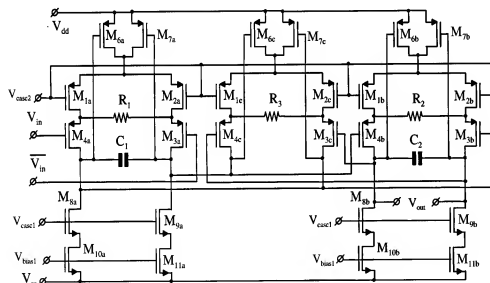 V_dd
M_6a M_7a M_6c M_7c M_6b M_7b
V_casc2
M_1a R_1 M_2a M_1c R_3 M_2c M_1b R_2 M_2b
V_in
M_4a C_1 M_3a M_4c M_3c M_4b C_2 M_3b
V_in
M_8a M_8b V_out
V_casc1 M_9a V_casc1 M_9b
M_10a M_10b
V_bias1 M_11a V_bias1 M_11b